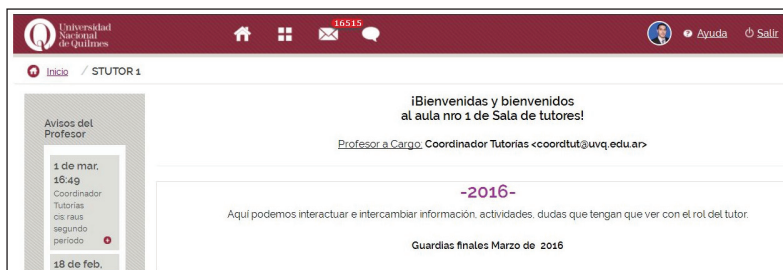 Universidad
Nacional
de Quilmes
16515
Ayuda
Salir
Inicio / STUTOR 1
¡Bienvenidas y bienvenidos
al aula nro 1 de Sala de tutores!
Profesor a Cargo: Coordinador Tutorías <coordtut@uvq.edu.ar>
Avisos del
Profesor
1 de mar,
16:49
Coordinador
Tutorías
cis:raus
segundo
período
18 de feb,
-2016-
Aquí podemos interactuar e intercambiar información, actividades, dudas que tengan que ver con el rol del tutor.
Guardias finales Marzo de 2016